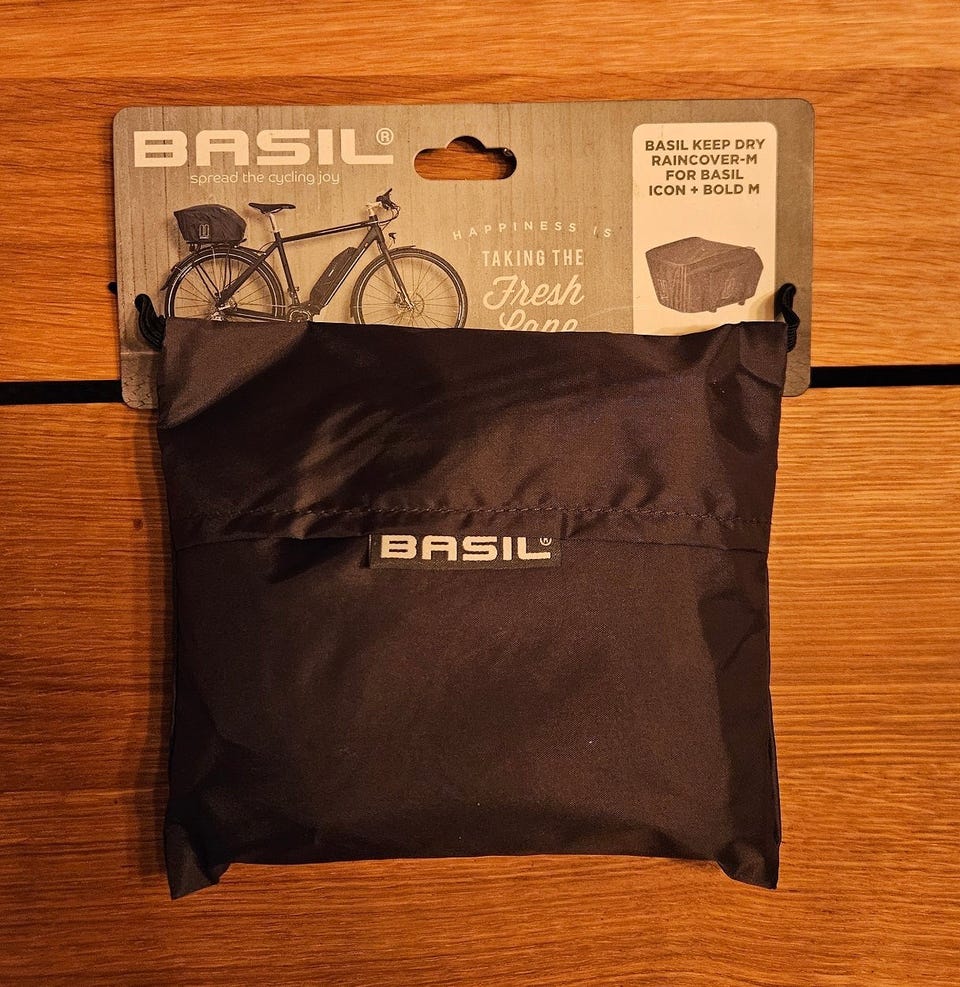 BASIL®
spread the cycling joy
HAPPINESS IS
TAKING THE
Fresh
Lane
BASIL KEEP DRY
RAINCOVER-M
FOR BASIL
ICON + BOLD M
BASIL®